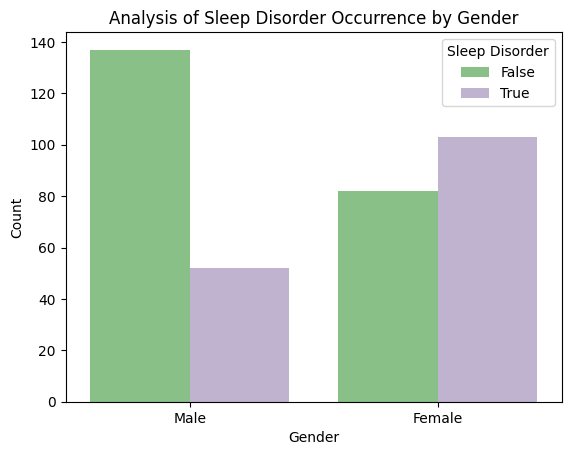 Analysis of Sleep Disorder Occurrence by Gender
Sleep Disorder
False
True
Count
140
120
100
80
60
40
20
0
Male
Female
Gender